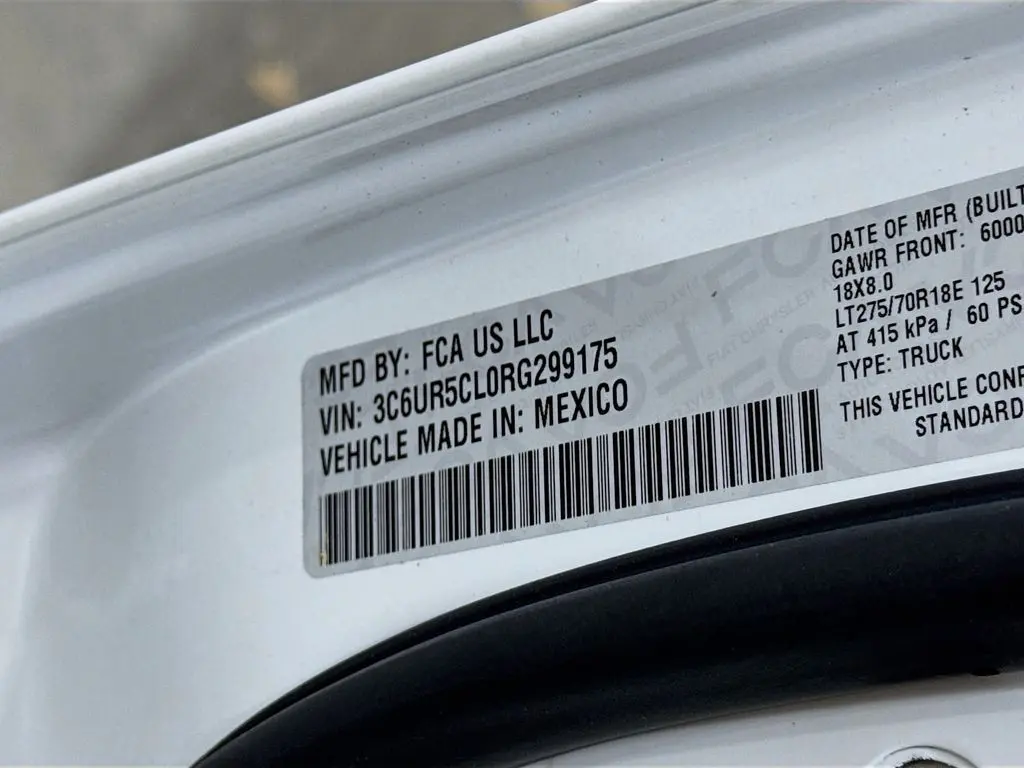 MFD BY: FCA US LLC
VIN: 3C6UR5CL0RG299175
VEHICLE MADE IN: MEXICO
DATE OF MFR (BUILT
GAWR FRONT: 6000
18X8.0
LT275/70R18E 125
AT 415 kPa / 60 PS
TYPE: TRUCK
THIS VEHICLE CONF
STANDARD